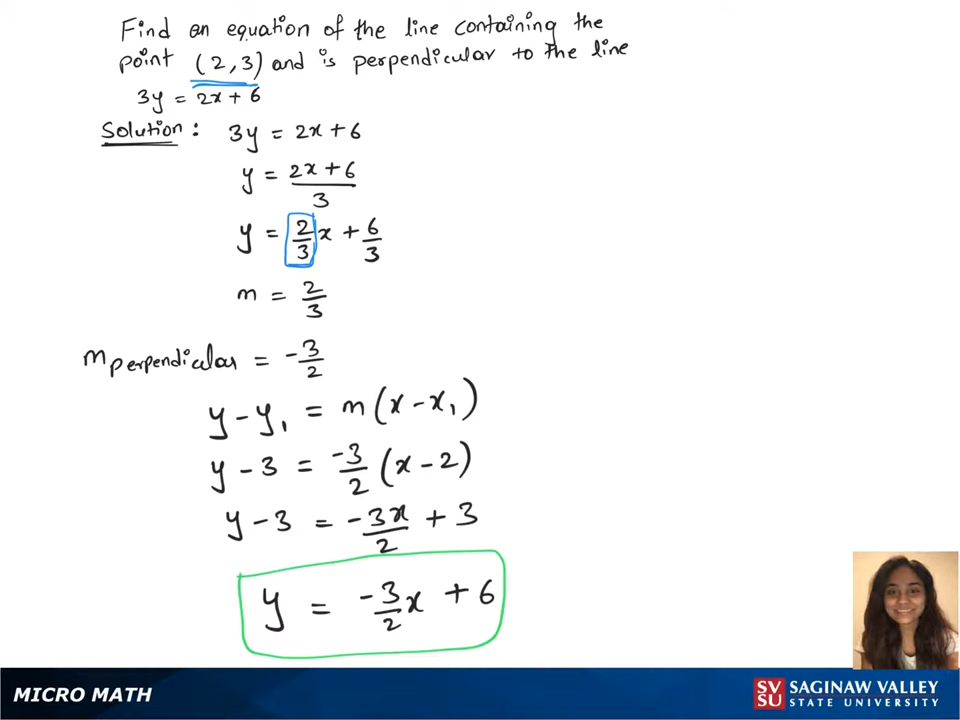 Find an equation of the line containing the
point (2,3) and is perpendicular to the line
3y = 2x + 6
Solution : 3y = 2x + 6
y = (2x + 6)/3
y = 2/3 x + 6/3
m = 2/3
m perpendicular = -3/2
y - y₁ = m(x - x₁)
y - 3 = -3/2 (x - 2)
y - 3 = -3x/2 + 3
y = -3/2 x + 6
MICRO MATH
SV SU SAGINAW VALLEY
STATE UNIVERSITY